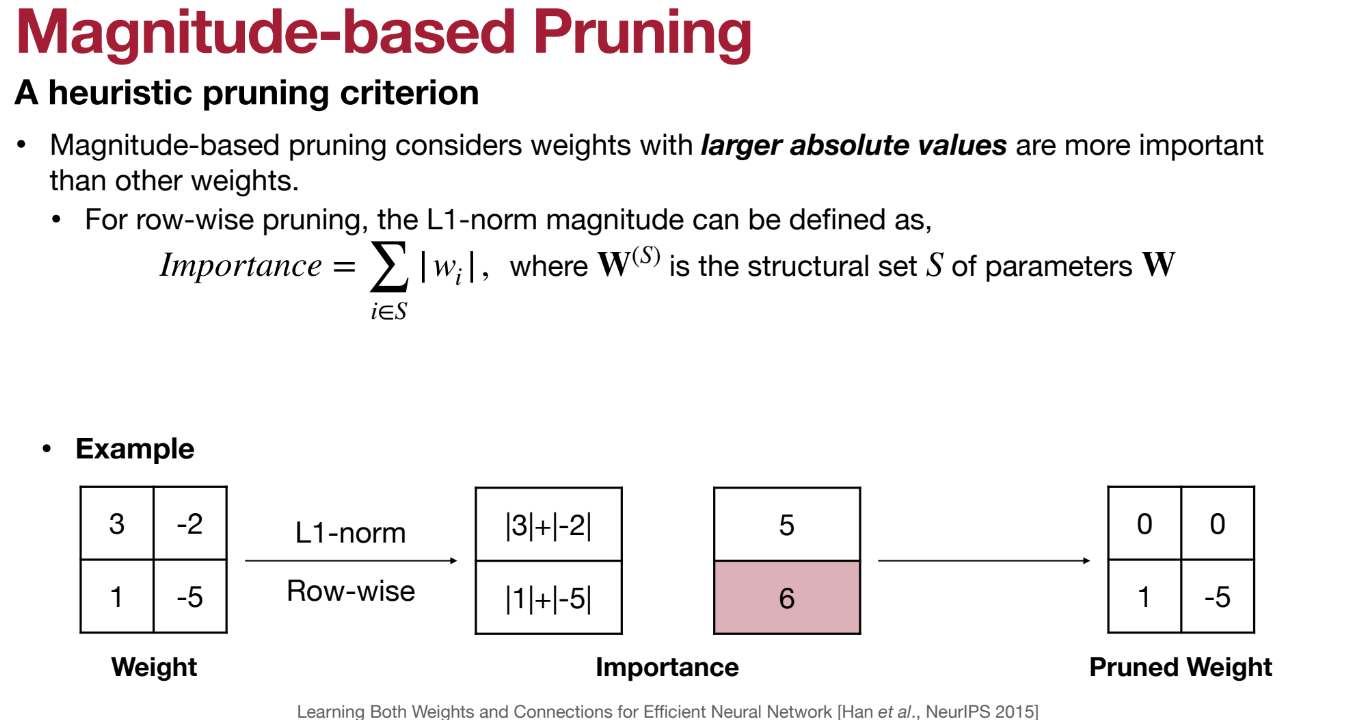 Magnitude-based Pruning
A heuristic pruning criterion
• Magnitude-based pruning considers weights with larger absolute values are more important
than other weights.
• For row-wise pruning, the L1-norm magnitude can be defined as,
Importance = ∑_{i∈S} |w_i|, where W^{(S)} is the structural set S of parameters W
• Example
3 -2
1 -5
Weight
L1-norm
Row-wise
|3|+|-2|
|1|+|-5|
5
6
Importance
0 0
1 -5
Pruned Weight
Learning Both Weights and Connections for Efficient Neural Network [Han et al., NeurIPS 2015]